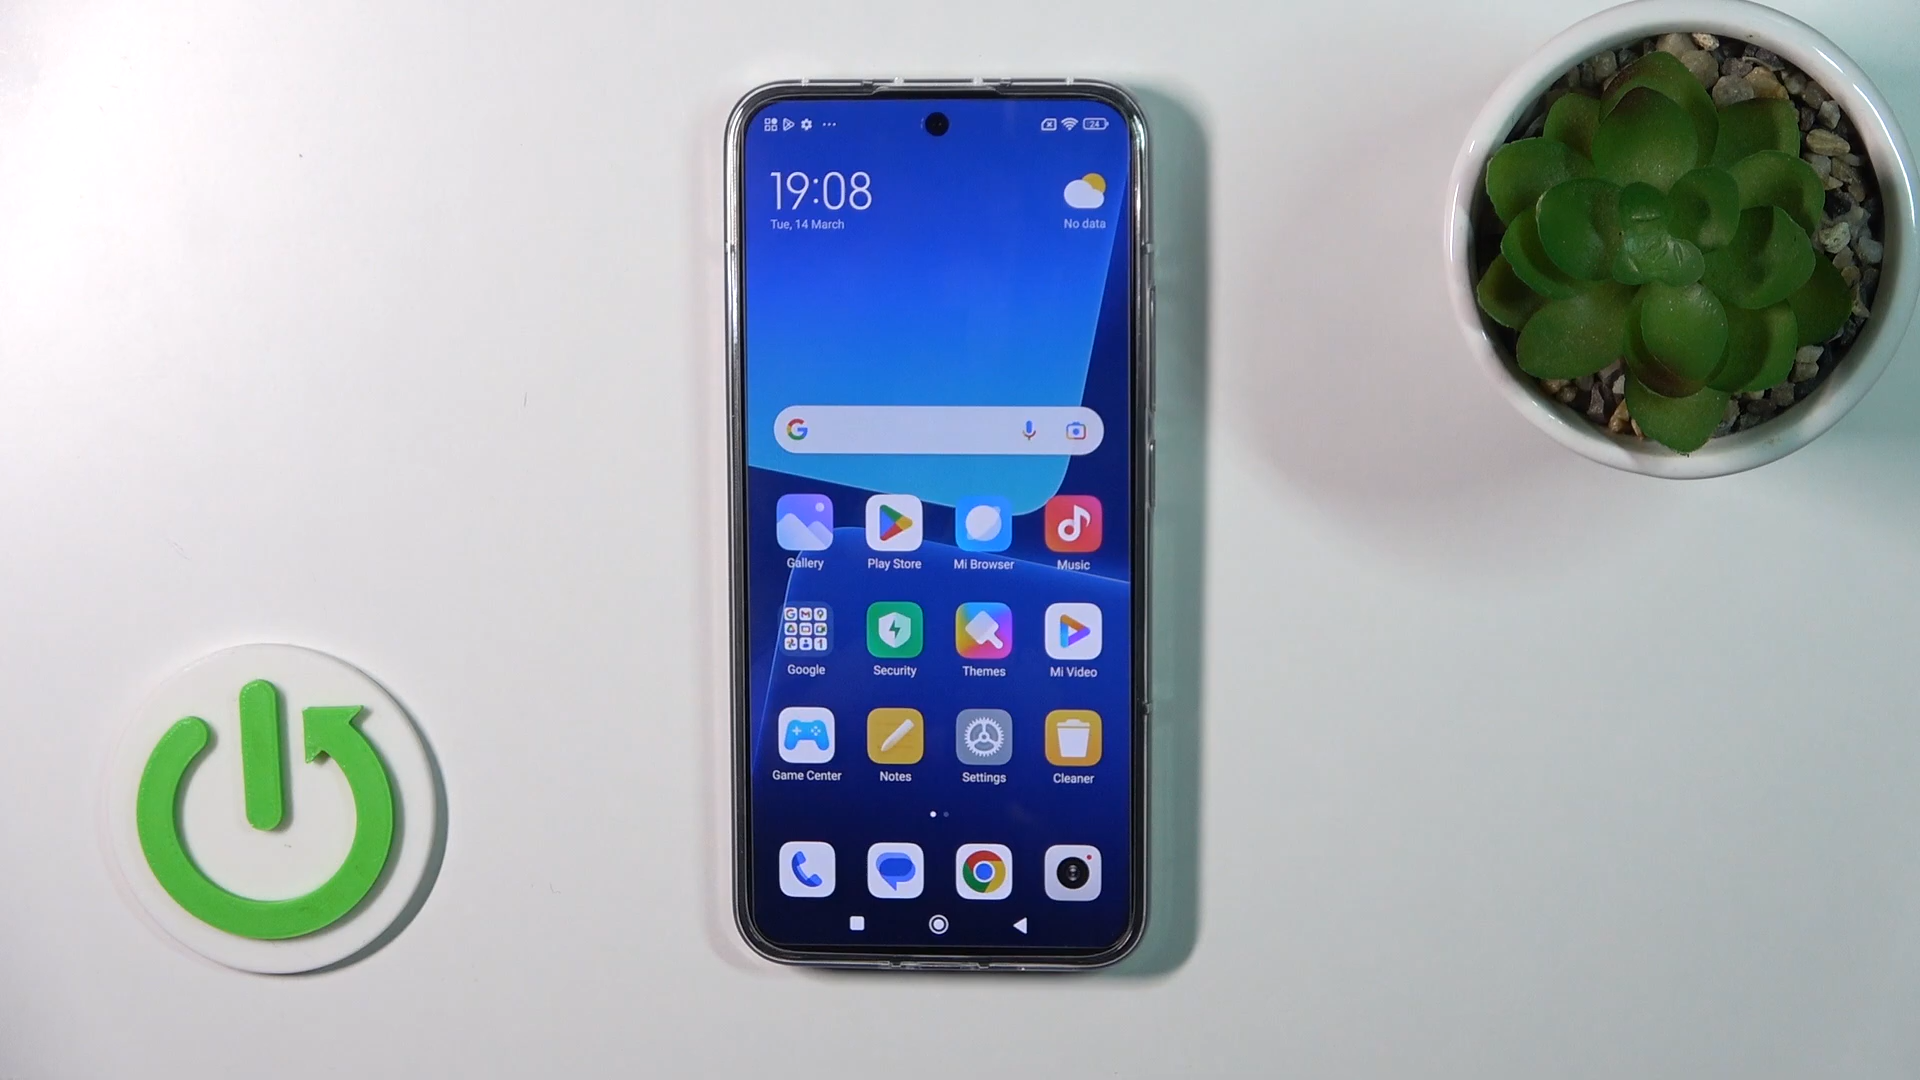 24
19:08
Tue, 14 March
No data
Gallery
Play Store
Mi Browser
Music
Google
Security
Themes
Mi Video
Game Center
Notes
Settings
Cleaner